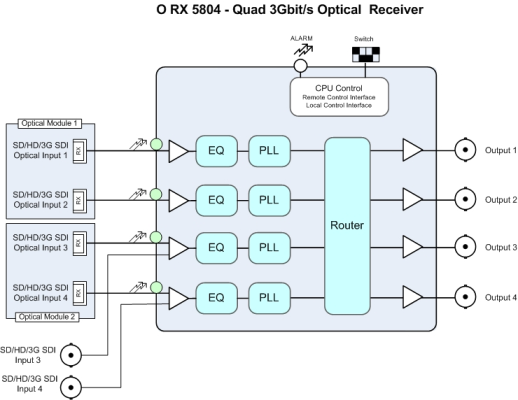 O RX 5804 - Quad 3Gbit/s Optical Receiver
ALARM
Switch
CPU Control
Remote Control Interface
Local Control Interface
Optical Module 1
SD/HD/3G SDI
Optical Input 1
RX
EQ
PLL
Output 1
SD/HD/3G SDI
Optical Input 2
RX
EQ
PLL
Output 2
Router
SD/HD/3G SDI
Optical Input 3
RX
EQ
PLL
Output 3
SD/HD/3G SDI
Optical Input 4
RX
EQ
PLL
Output 4
Optical Module 2
SD/HD/3G SDI
Input 3
SD/HD/3G SDI
Input 4